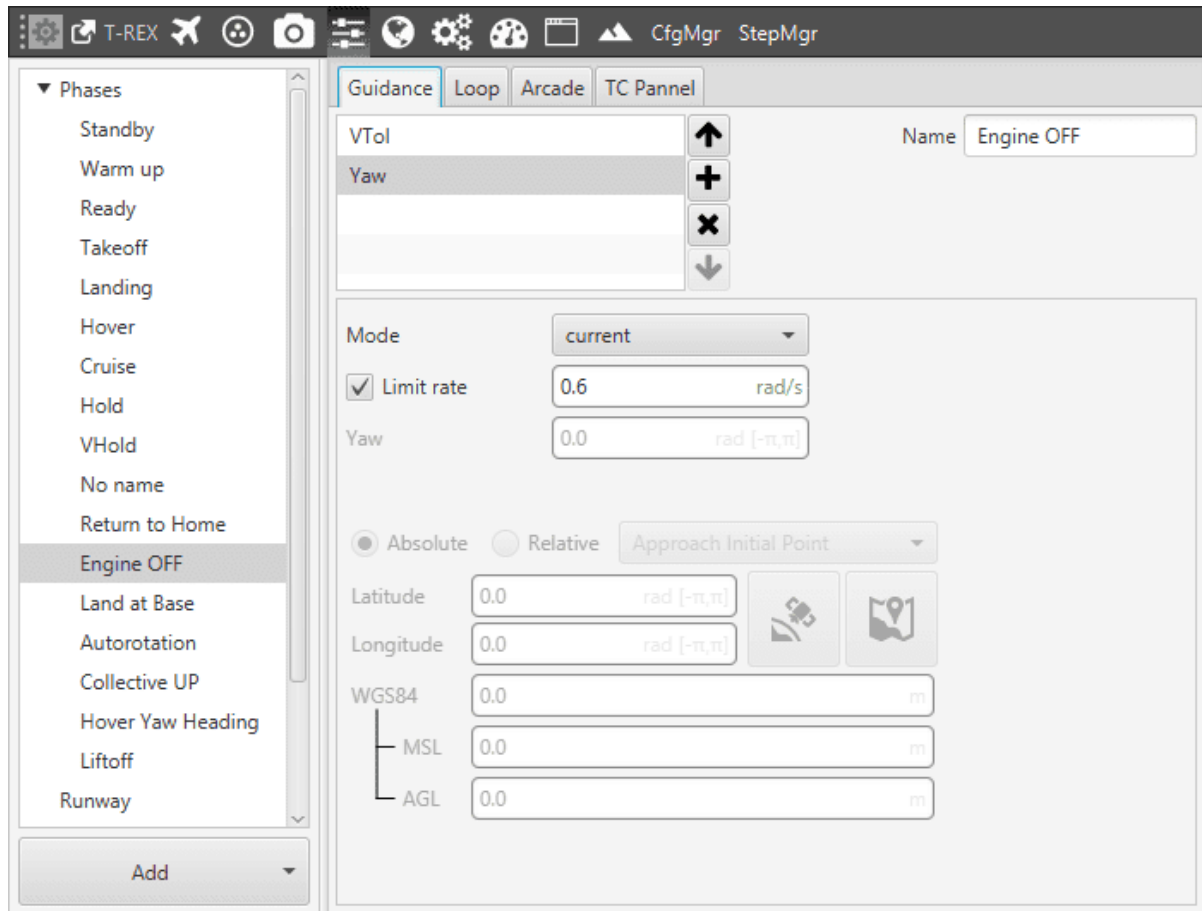 T-REX CfgMgr StepMgr
Phases
Standby
Warm up
Ready
Takeoff
Landing
Hover
Cruise
Hold
VHold
No name
Return to Home
Engine OFF
Land at Base
Autorotation
Collective UP
Hover Yaw Heading
Liftoff
Runway
Add
Guidance Loop Arcade TC Pannel
VTol
Yaw
Name Engine OFF
Mode current
Limit rate 0.6 rad/s
Yaw 0.0 rad [-π,π]
Absolute Relative Approach Initial Point
Latitude 0.0 rad [-π,π]
Longitude 0.0 rad [-π,π]
WGS84 0.0 m
MSL 0.0 m
AGL 0.0 m